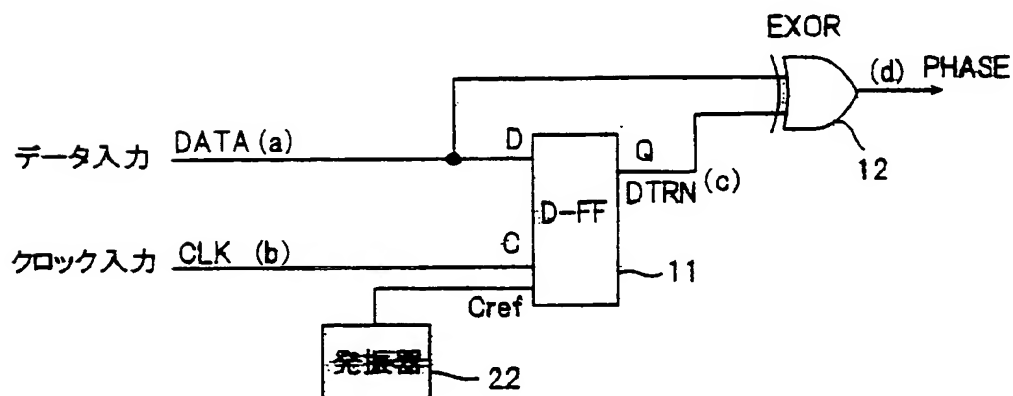 EXOR
(d) PHASE
12
データ入力 DATA (a)
D
Q
DTRN (c)
D-FF
クロック入力 CLK (b)
C
11
Cref
発振器
22